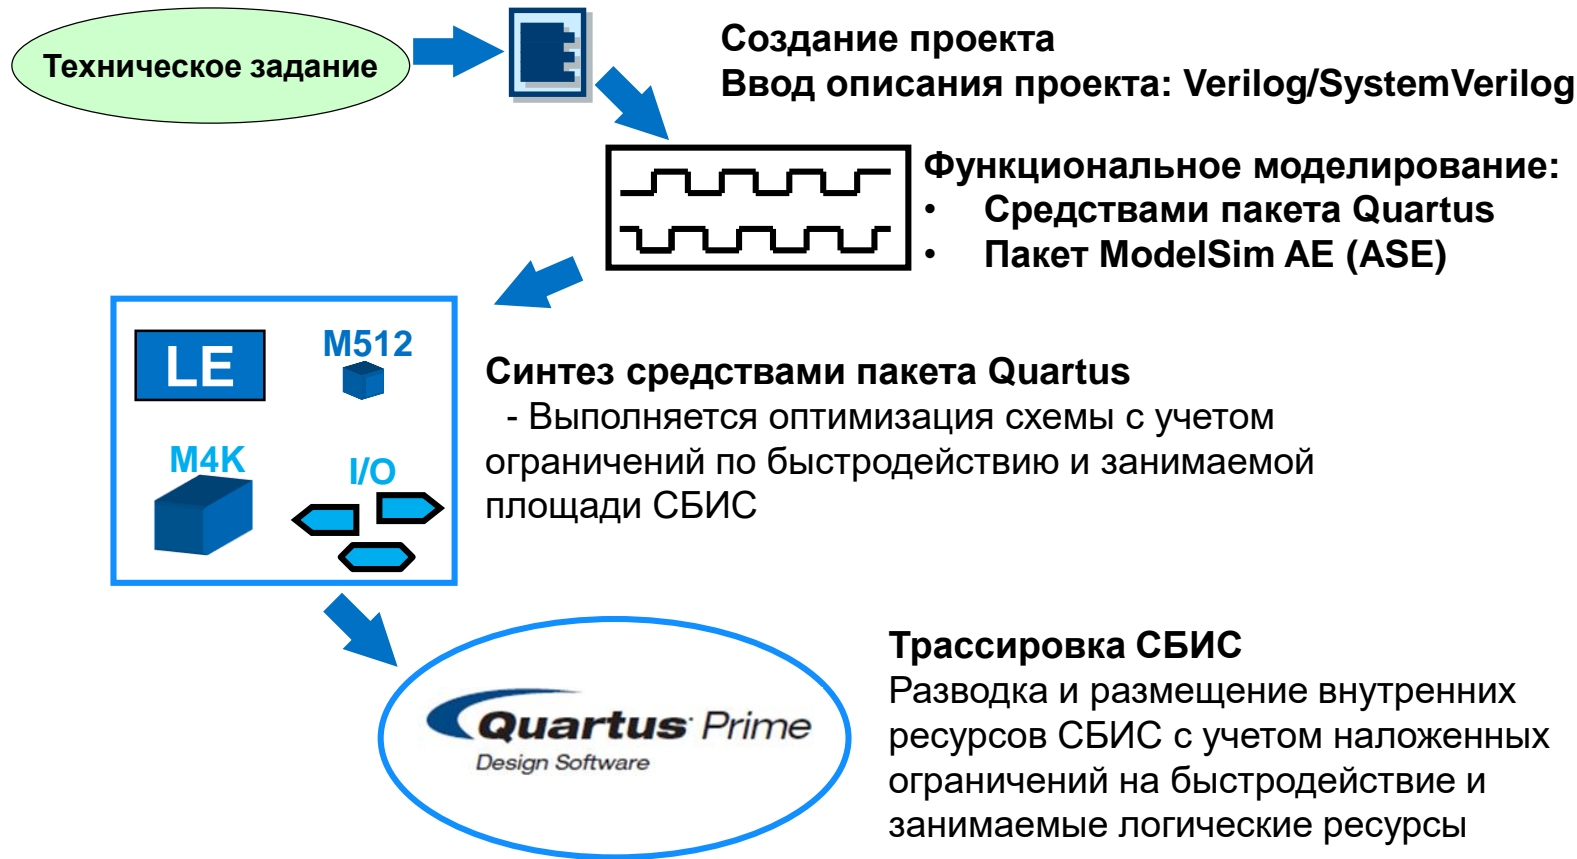 Техническое задание
Создание проекта
Ввод описания проекта: Verilog/SystemVerilog
Функциональное моделирование:
• Средствами пакета Quartus
• Пакет ModelSim AE (ASE)
LE
M512
M4K
I/O
Синтез средствами пакета Quartus
- Выполняется оптимизация схемы с учетом
ограничений по быстродействию и занимаемой
площади СБИС
Quartus Prime
Design Software
Трассировка СБИС
Разводка и размещение внутренних
ресурсов СБИС с учетом наложенных
ограничений на быстродействие и
занимаемые логические ресурсы